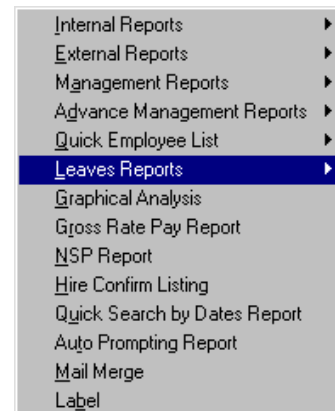 Internal Reports
External Reports
Management Reports
Advance Management Reports
Quick Employee List
Leaves Reports
Graphical Analysis
Gross Rate Pay Report
NSP Report
Hire Confirm Listing
Quick Search by Dates Report
Auto Prompting Report
Mail Merge
Label